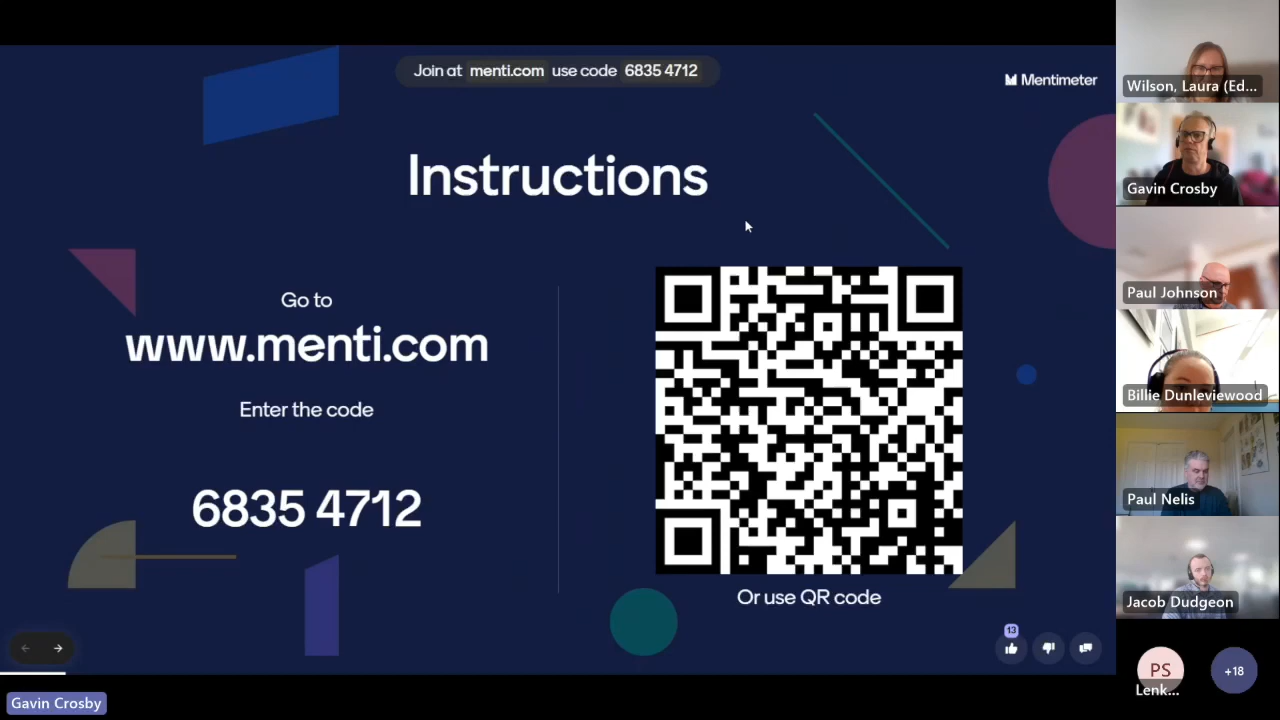 Join at menti.com use code 6835 4712
Mentimeter
Instructions
Go to
www.menti.com
Enter the code
6835 4712
Or use QR code
13
Gavin Crosby
Wilson, Laura (Ed...
Gavin Crosby
Paul Johnson
Billie Dunleviewood
Paul Nelis
Jacob Dudgeon
PS
Lenk...
+18